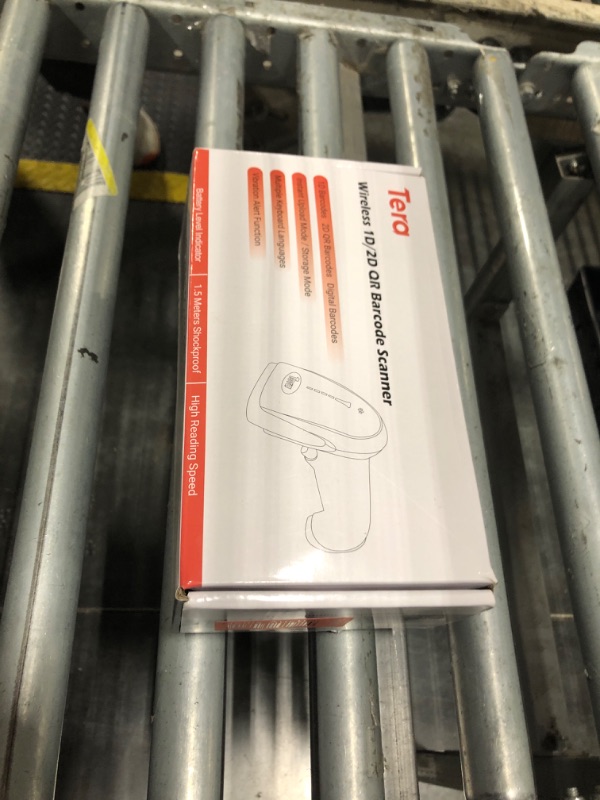 Tera
Wireless 1D/2D QR Barcode Scanner
1D Barcodes 2D QR Barcodes Digital Barcodes
Instant Upload Mode / Storage Mode
Multiple Keyboard Languages
Vibration Alert Function
Battery Level Indicator
1.5 Meters Shockproof
High Reading Speed
Tera